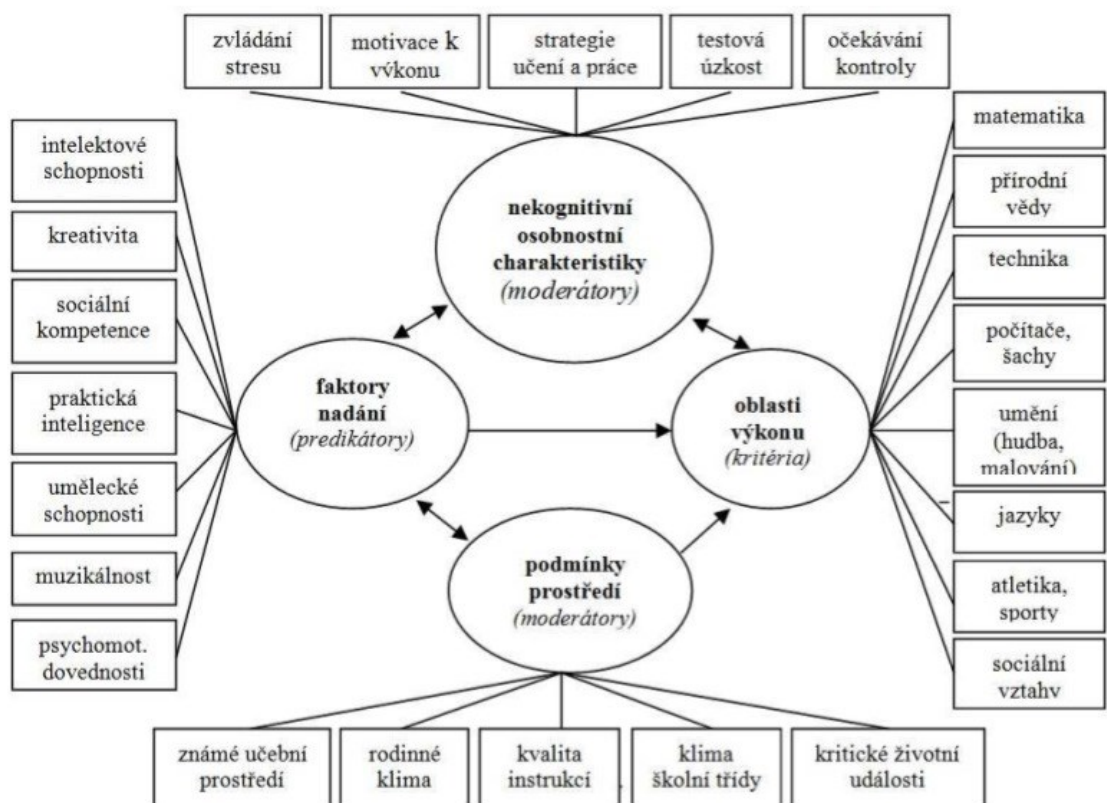 zvládání
stresu
motivace k
výkonu
strategie
učení a práce
testová
úzkost
očekávání
kontroly
intelektové
schopnosti
kreativita
sociální
kompetence
praktická
inteligence
umělecké
schopnosti
muzikálnost
psychomot.
dovednosti
nekognitivní
osobnostní
charakteristiky
(moderátory)
faktory
nadání
(predikátory)
oblasti
výkonu
(kritéria)
podmínky
prostředí
(moderátory)
matematika
přírodní
vědy
technika
počítače,
šachy
umění
(hudba,
malování)
jazyky
atletika,
sporty
sociální
vztahy
známé učební
prostředí
rodinné
klima
kvalita
instrukcí
klima
školní třídy
kritické životní
události